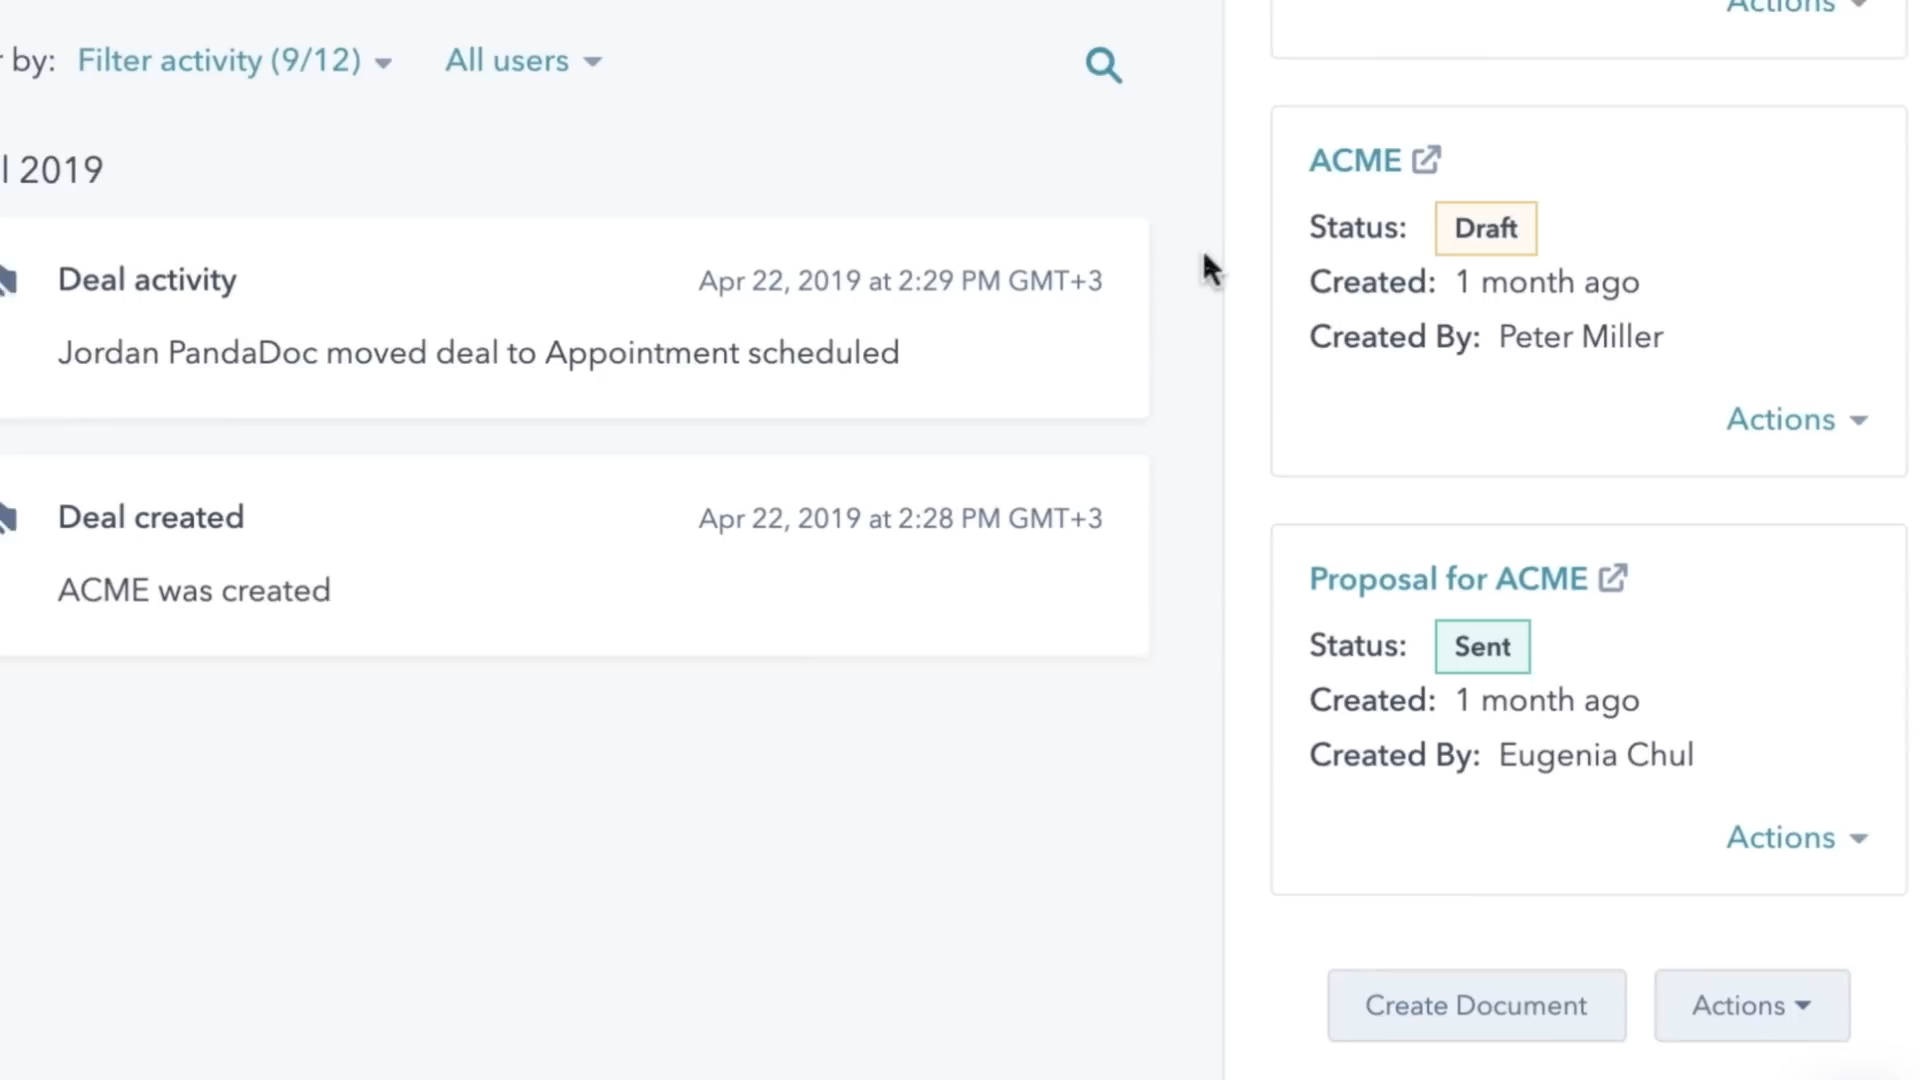 by: Filter activity (9/12) All users
2019
Deal activity Apr 22, 2019 at 2:29 PM GMT+3
Jordan PandaDoc moved deal to Appointment scheduled
Deal created Apr 22, 2019 at 2:28 PM GMT+3
ACME was created
Actions
ACME
Status: Draft
Created: 1 month ago
Created By: Peter Miller
Actions
Proposal for ACME
Status: Sent
Created: 1 month ago
Created By: Eugenia Chul
Actions
Create Document Actions